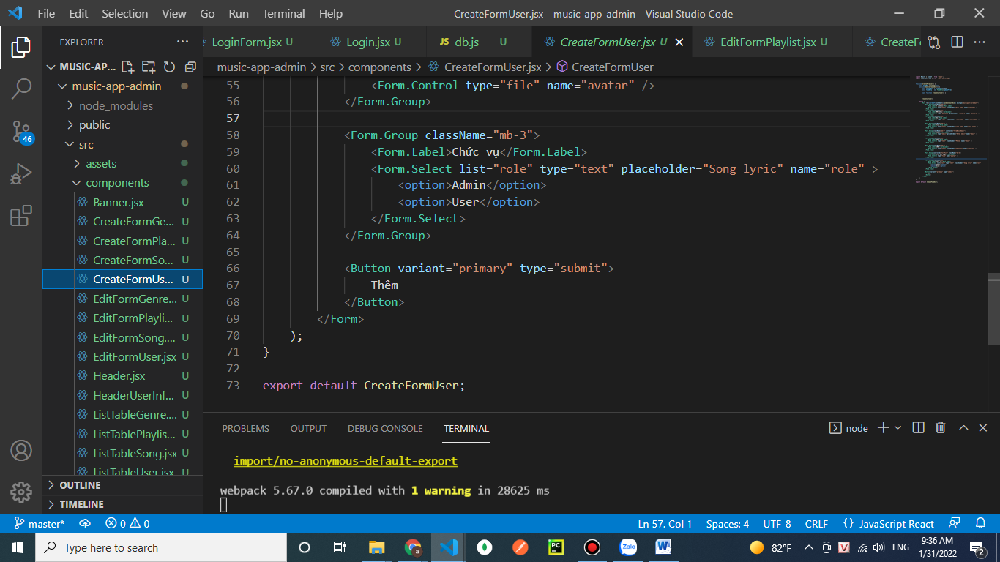 File Edit Selection View Go Run Terminal Help CreateFormUser.jsx - music-app-admin - Visual Studio Code
EXPLORER
LoginForm.jsx U Login.jsx U JS db.js U CreateFormUser.jsx U EditFormPlaylist.jsx U CreateFo
MUSIC-AP...
music-app-admin > src > components > CreateFormUser.jsx > CreateFormUser
music-app-admin
node_modules
public
src
assets
components
Banner.jsx U
CreateFormGe... U
CreateFormPla... U
CreateFormSo... U
CreateFormUs... U
EditFormGenre... U
EditFormPlayli... U
EditFormSong.... U
EditFormUser.jsx U
Header.jsx U
HeaderUserInf... U
ListTableGenre.... U
ListTablePlaylis... U
ListTableSong.jsx U
ListTableUser.jsx U
OUTLINE
TIMELINE
46
55 <Form.Control type="file" name="avatar" />
56 </Form.Group>
57
58 <Form.Group className="mb-3">
59 <Form.Label>Chức vụ</Form.Label>
60 <Form.Select list="role" type="text" placeholder="Song lyric" name="role" >
61 <option>Admin</option>
62 <option>User</option>
63 </Form.Select>
64 </Form.Group>
65
66 <Button variant="primary" type="submit">
67 Thêm
68 </Button>
69 </Form>
70 );
71 }
72
73 export default CreateFormUser;
PROBLEMS OUTPUT DEBUG CONSOLE TERMINAL node
import/no-anonymous-default-export
webpack 5.67.0 compiled with 1 warning in 28625 ms
master* 0 0 Ln 57, Col 1 Spaces: 4 UTF-8 CRLF {} JavaScript React
Type here to search PC Zalo W 82°F V ENG 9:36 AM
1/31/2022 2